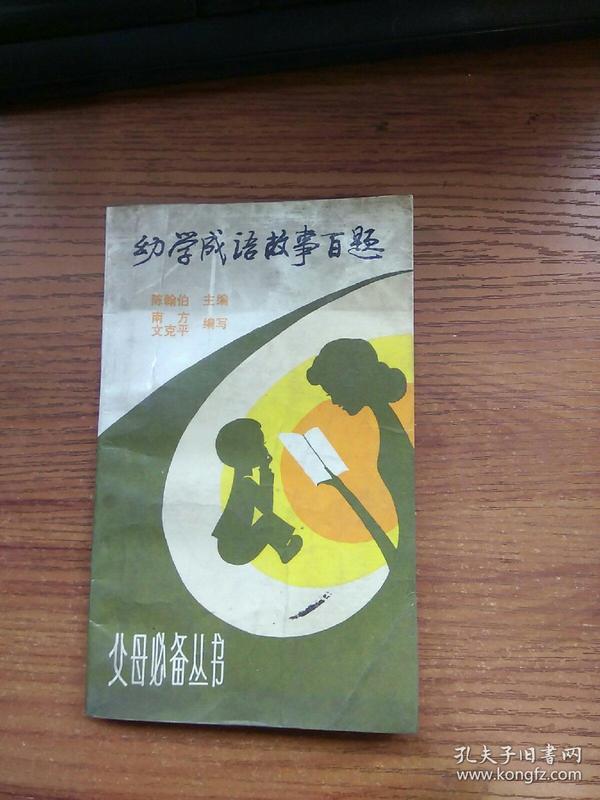 幼学成语故事百题
陈翰伯 主编
南方
文克平 编写
父母必备丛书
孔夫子旧書网
www.kongfz.com